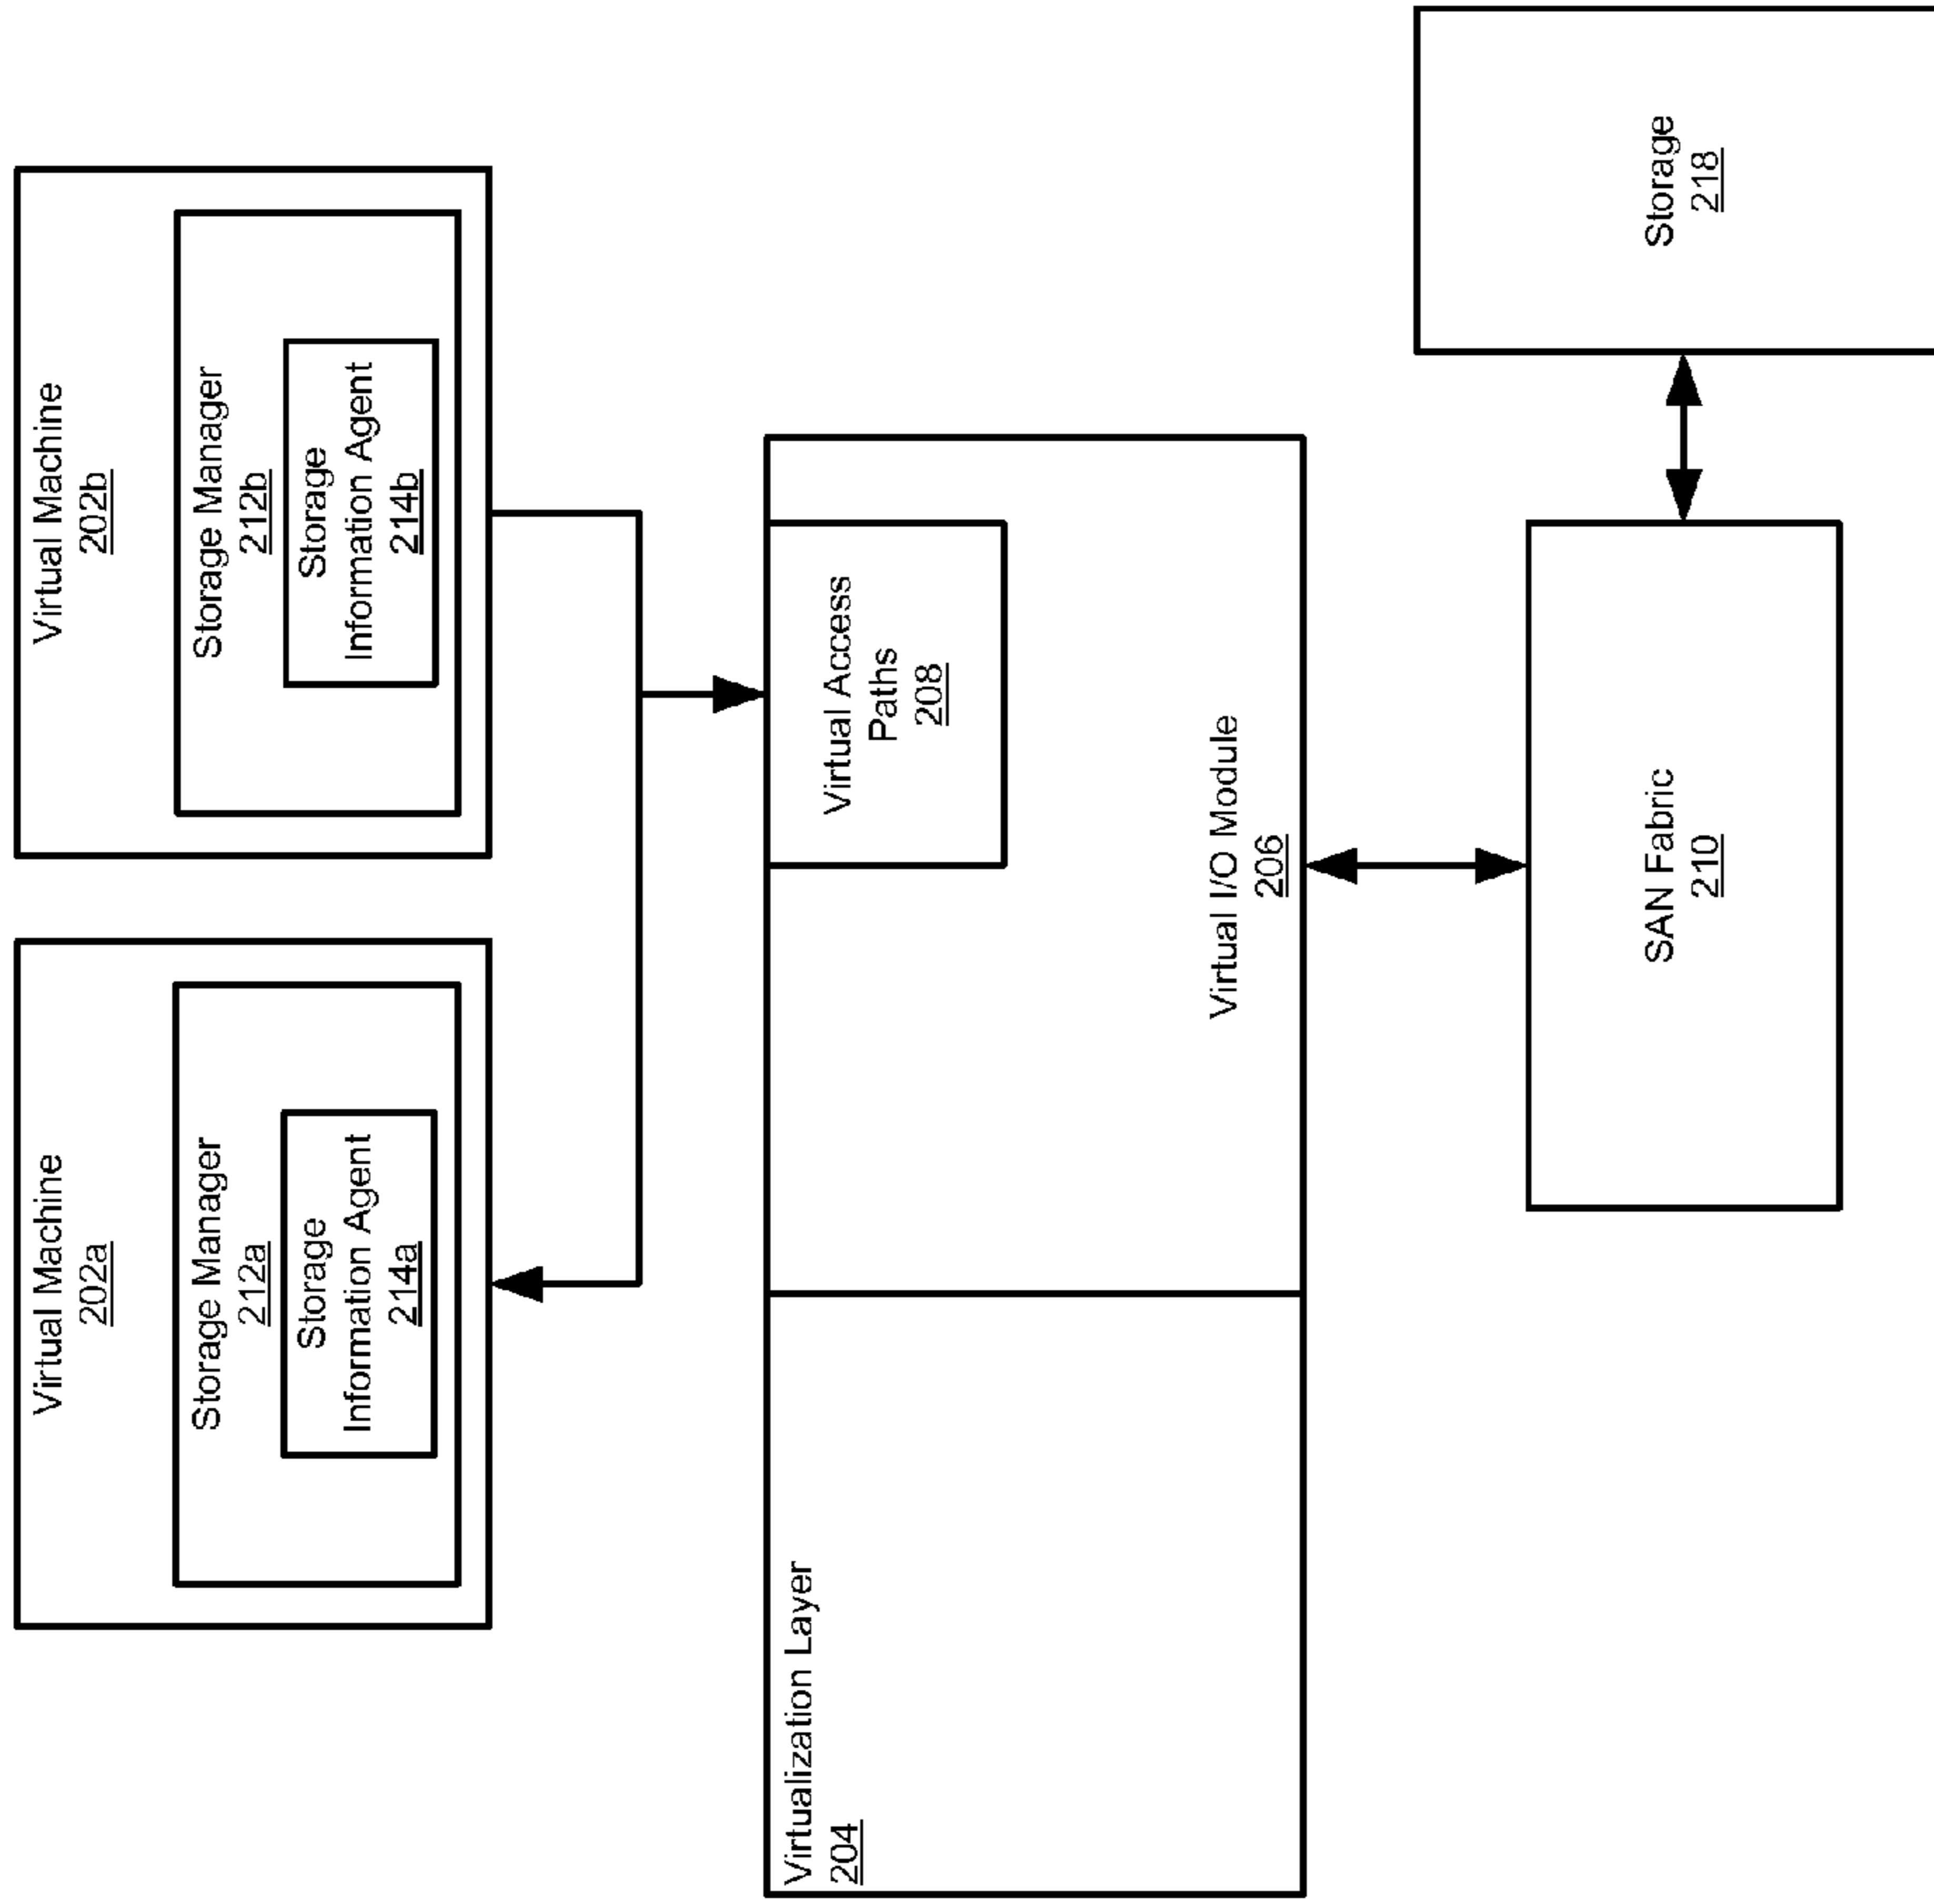 Virtual Machine
202a
Storage Manager
212a
Storage
Information Agent
214a
Virtual Machine
202b
Storage Manager
212b
Storage
Information Agent
214b
Virtualization Layer
204
Virtual Access
Paths
208
Virtual I/O Module
206
SAN Fabric
210
Storage
218